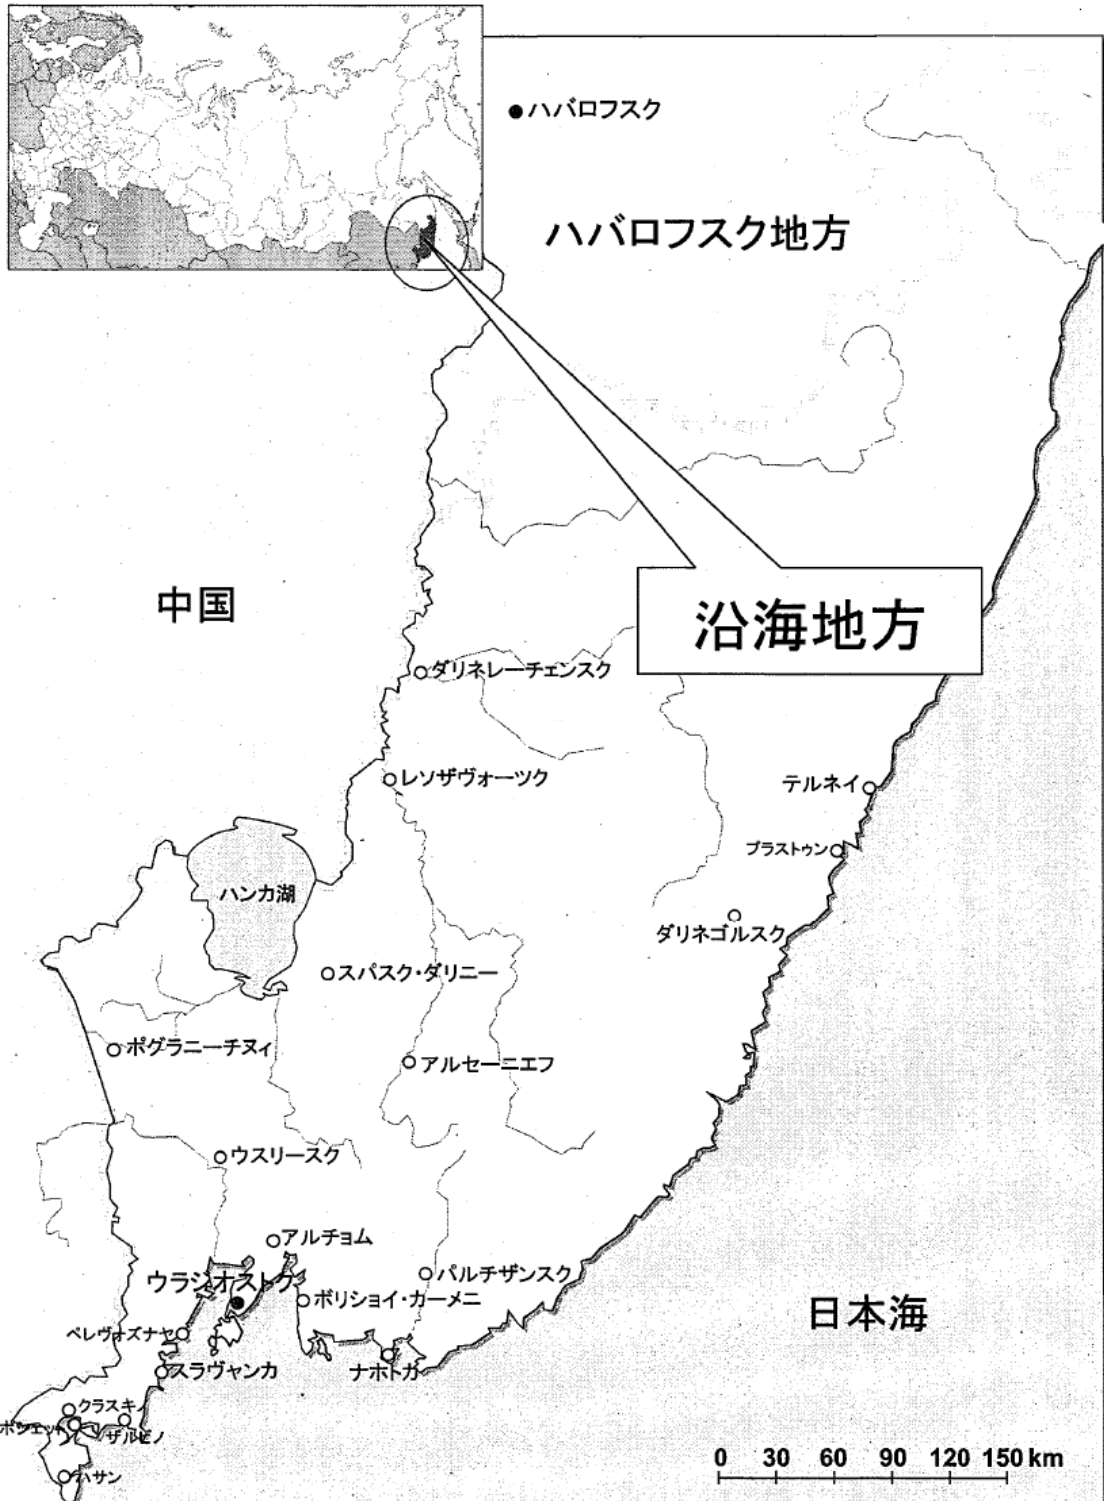 ハバロフスク
ハバロフスク地方
中国
沿海地方
ダリネレーチェンスク
レソザヴォーツク
テルネイ
プラストゥン
ハンカ湖
ダリネゴルスク
スパスク・ダリニー
ポグラニーチヌィ
アルセーニエフ
ウスリースク
アルチョム
パルチザンスク
ウラジオストク
ボリショイ・カーメニ
日本海
ベレヴォズナヤ
ナホトカ
スラヴャンカ
クラスキノ
ポシェット
ザルビノ
ハサン
0 30 60 90 120 150 km